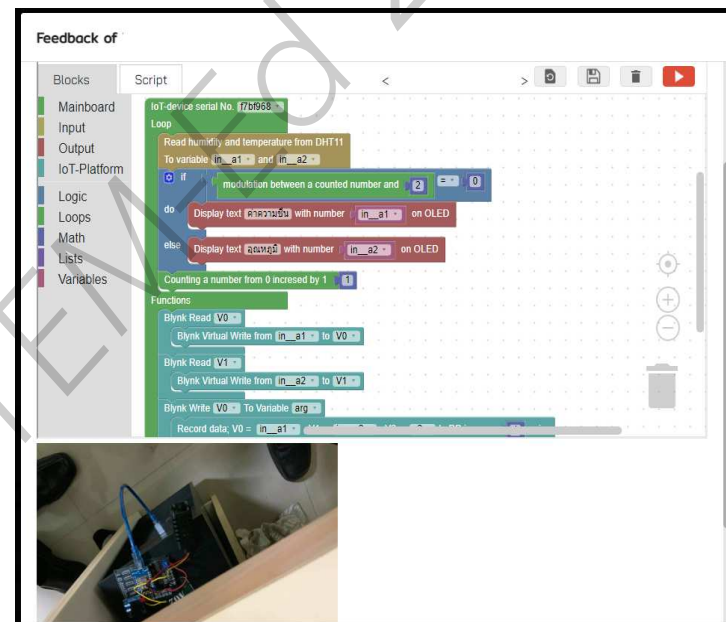 Feedback of
Blocks
Script
<
>
Mainboard
Input
Output
IoT-Platform
Logic
Loops
Math
Lists
Variables
IoT-device serial No. f7bf968
Loop
Read humidity and temperature from DHT11
To variable in__a1 and in__a2
if modulation between a counted number and 2 = 0
do Display text ค่าความชื้น with number in__a1 on OLED
else Display text อุณหภูมิ with number in__a2 on OLED
Counting a number from 0 incresed by 1 1
Functions
Blynk Read V0
Blynk Virtual Write from in__a1 to V0
Blynk Read V1
Blynk Virtual Write from in__a2 to V1
Blynk Write V0 To Variable arg
Record data; V0 = in__a1